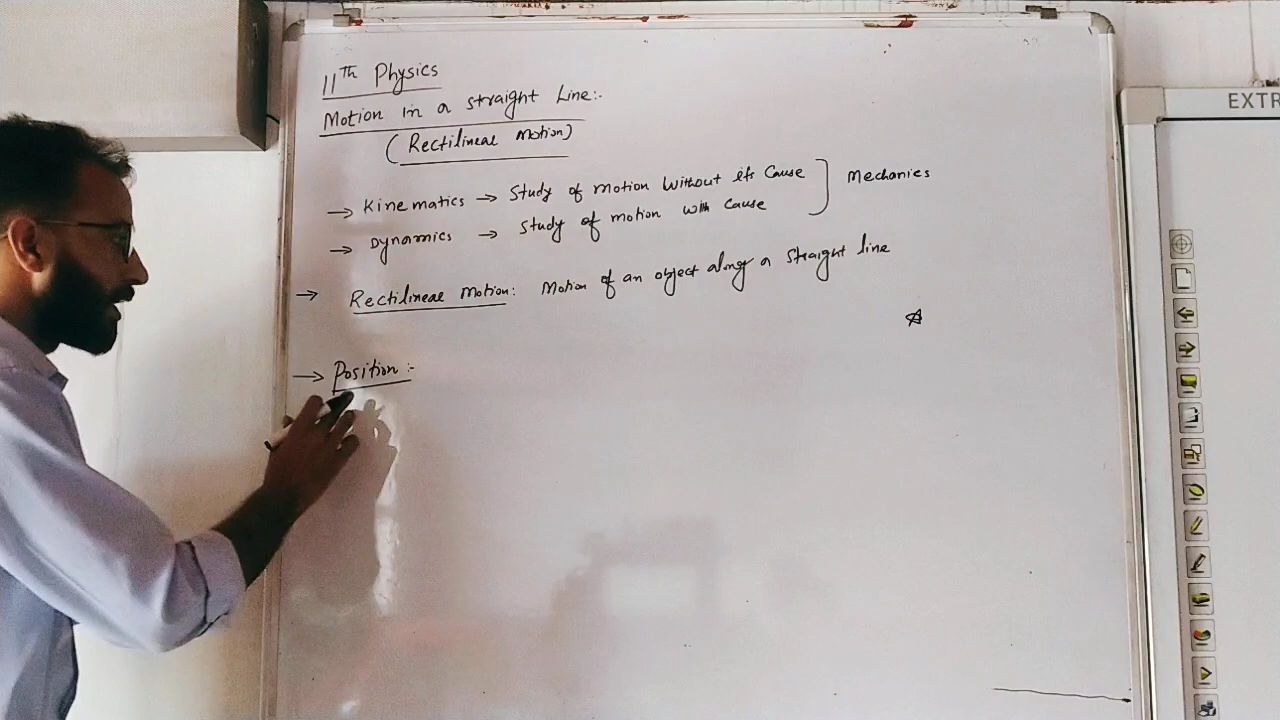 11th Physics
Motion in a straight Line:-
(Rectilinear Motion)
→ Kinematics → Study of motion without its Cause } Mechanics
→ Dynamics → Study of motion with cause
→ Rectilinear Motion: Motion of an object along a straight line
→ Position :-
EXTR